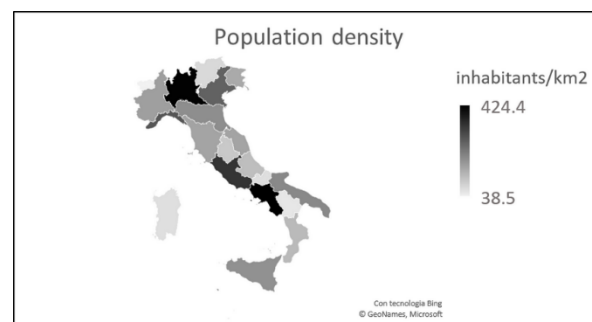 Population density
inhabitants/km2
424.4
38.5
Con tecnologia Bing
© GeoNames, Microsoft